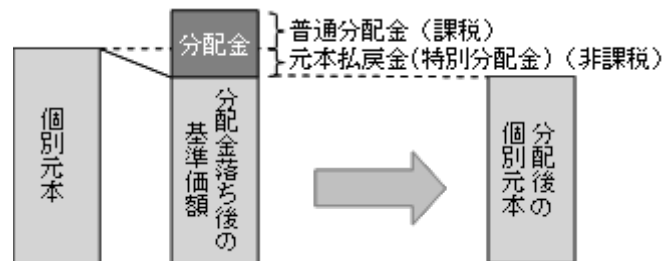 分配金
普通分配金（課税）
元本払戻金(特別分配金)（非課税）
個別元本
分配金落ち後の
基準価額
分配後の
個別元本